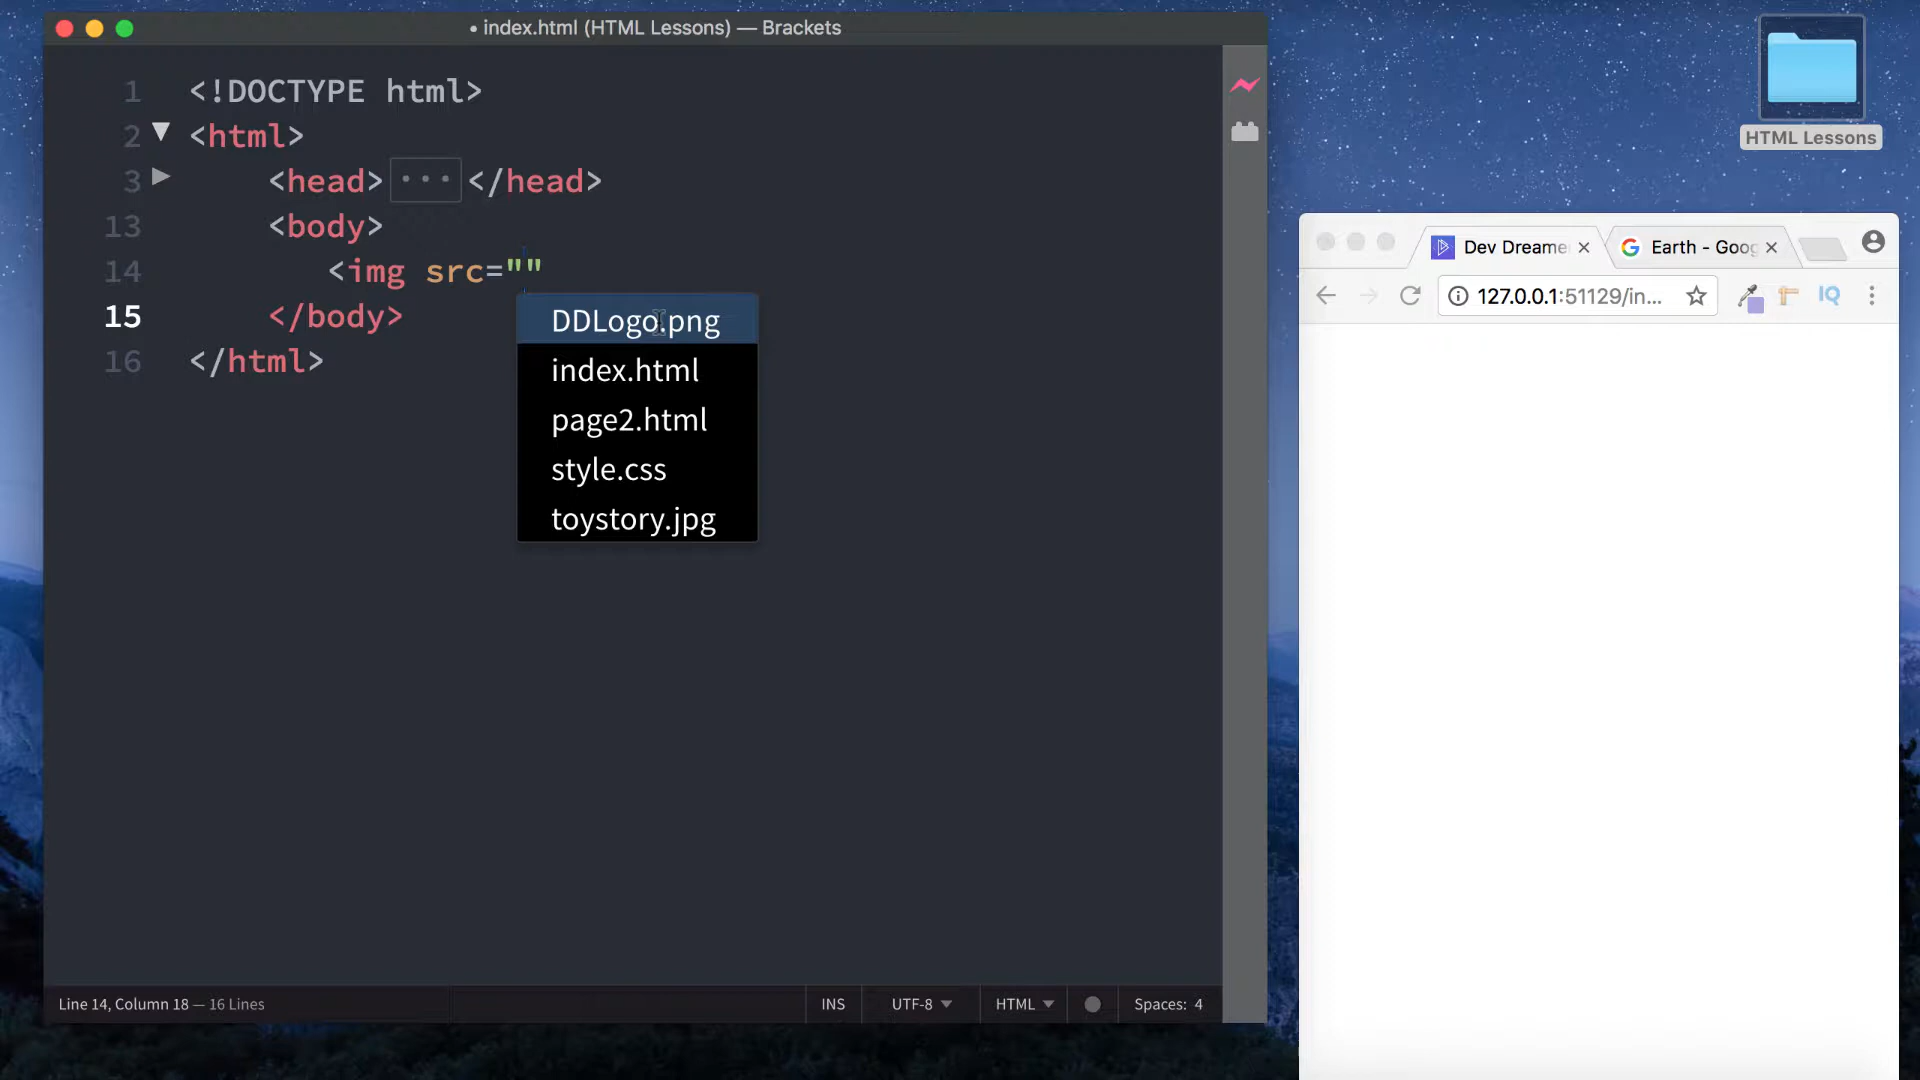 • index.html (HTML Lessons) — Brackets
1 <!DOCTYPE html>
2 <html>
3 <head>...</head>
13 <body>
14 <img src=""
15 </body>
16 </html>
DDLogo.png
index.html
page2.html
style.css
toystory.jpg
Line 14, Column 18 — 16 Lines
INS
UTF-8
HTML
Spaces: 4
HTML Lessons
Dev Dreame
Earth - Goog
127.0.0.1:51129/in...
IQ